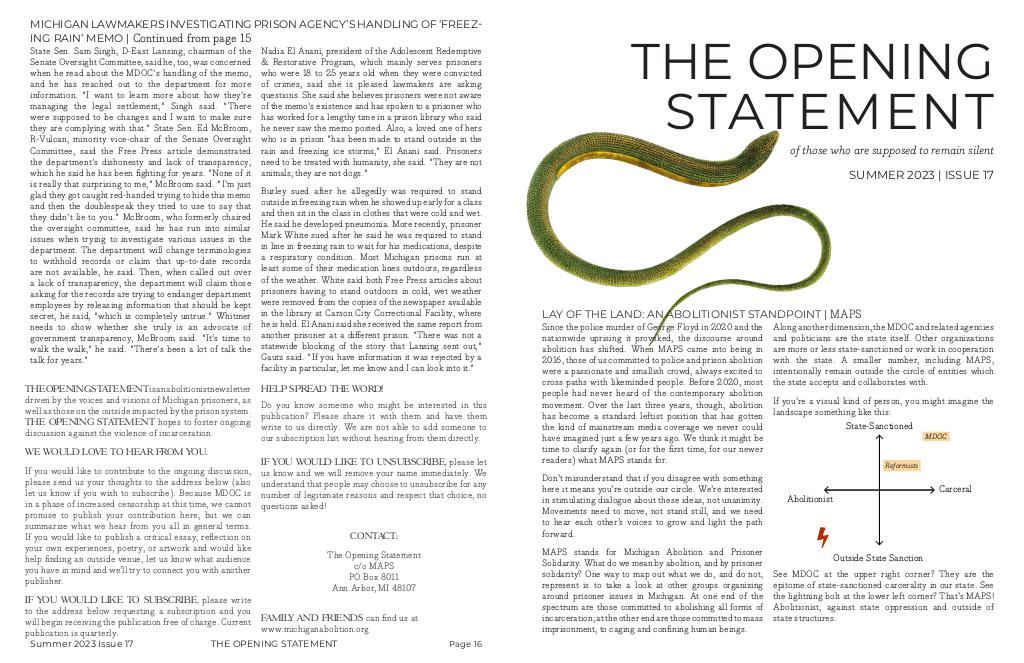 MICHIGAN LAWMAKERS INVESTIGATING PRISON AGENCY'S HANDLING OF 'FREEZ-
ING RAIN' MEMO | Continued from page 15
State Sen. Sam Singh, D-East Lansing, chairman of the
Senate Oversight Committee, said he, too, was concerned
when he read about the MDOC's handling of the memo,
and he has reached out to the department for more
information. "I want to learn more about how they're
managing the legal settlement," Singh said. "There
were supposed to be changes and I want to make sure
they are complying with that." State Sen. Ed McBroom,
R-Vulcan, minority vice-chair of the Senate Oversight
Committee, said the Free Press article demonstrated
the department's dishonesty and lack of transparency,
which he said he has been fighting for years. "None of it
is really that surprising to me," McBroom said. "I'm just
glad they got caught red-handed trying to hide this memo
and then the doublespeak they tried to use to say that
they didn't lie to you." McBroom, who formerly chaired
the oversight committee, said he has run into similar
issues when trying to investigate various issues in the
department. The department will change terminologies
to withhold records or claim that up-to-date records
are not available, he said. Then, when called out over
a lack of transparency, the department will claim those
asking for the records are trying to endanger department
employees by releasing information that should be kept
secret, he said, "which is completely untrue." Whitmer
needs to show whether she truly is an advocate of
government transparency, McBroom said. "It's time to
walk the walk," he said. "There's been a lot of talk the
talk for years."
Nadia El Anani, president of the Adolescent Redemptive
& Restorative Program, which mainly serves prisoners
who were 18 to 25 years old when they were convicted
of crimes, said she is pleased lawmakers are asking
questions. She said she believes prisoners were not aware
of the memo's existence and has spoken to a prisoner who
has worked for a lengthy time in a prison library who said
he never saw the memo posted. Also, a loved one of hers
who is in prison "has been made to stand outside in the
rain and freezing ice storms," El Anani said. Prisoners
need to be treated with humanity, she said. "They are not
animals; they are not dogs."
Burley sued after he allegedly was required to stand
outside in freezing rain when he showed up early for a class
and then sit in the class in clothes that were cold and wet.
He said he developed pneumonia. More recently, prisoner
Mark White sued after he said he was required to stand
in line in freezing rain to wait for his medications, despite
a respiratory condition. Most Michigan prisons run at
least some of their medication lines outdoors, regardless
of the weather. White said both Free Press articles about
prisoners having to stand outdoors in cold, wet weather
were removed from the copies of the newspaper available
in the library at Carson City Correctional Facility, where
he is held. El Anani said she received the same report from
another prisoner at a different prison. "There was not a
statewide blocking of the story that Lansing sent out,"
Gautz said. "If you have information it was rejected by a
facility in particular, let me know and I can look into it."
THE OPENING STATEMENT is an abolitionist newsletter
driven by the voices and visions of Michigan prisoners, as
well as those on the outside impacted by the prison system.
THE OPENING STATEMENT hopes to foster ongoing
discussion against the violence of incarceration.
WE WOULD LOVE TO HEAR FROM YOU.
If you would like to contribute to the ongoing discussion,
please send us your thoughts to the address below (also
let us know if you wish to subscribe). Because MDOC is
in a phase of increased censorship at this time, we cannot
promise to publish your contribution here, but we can
summarize what we hear from you all in general terms.
If you would like to publish a critical essay, reflection on
your own experiences, poetry, or artwork and would like
help finding an outside venue, let us know what audience
you have in mind and we'll try to connect you with another
publisher.
IF YOU WOULD LIKE TO SUBSCRIBE, please write
to the address below requesting a subscription and you
will begin receiving the publication free of charge. Current
publication is quarterly.
HELP SPREAD THE WORD!
Do you know someone who might be interested in this
publication? Please share it with them and have them
write to us directly. We are not able to add someone to
our subscription list without hearing from them directly.
IF YOU WOULD LIKE TO UNSUBSCRIBE, please let
us know and we will remove your name immediately. We
understand that people may choose to unsubscribe for any
number of legitimate reasons and respect that choice, no
questions asked!
CONTACT:
The Opening Statement
c/o MAPS
PO Box 8011
Ann Arbor, MI 48107
FAMILY AND FRIENDS can find us at
www.michiganabolition.org
Summer 2023 Issue 17 THE OPENING STATEMENT Page 16
THE OPENING
STATEMENT
of those who are supposed to remain silent
SUMMER 2023 | ISSUE 17
LAY OF THE LAND: AN ABOLITIONIST STANDPOINT | MAPS
Since the police murder of George Floyd in 2020 and the
nationwide uprising it provoked, the discourse around
abolition has shifted. When MAPS came into being in
2016, those of us committed to police and prison abolition
were a passionate and smallish crowd, always excited to
cross paths with likeminded people. Before 2020, most
people had never heard of the contemporary abolition
movement. Over the last three years, though, abolition
has become a standard leftist position that has gotten
the kind of mainstream media coverage we never could
have imagined just a few years ago. We think it might be
time to clarify again (or for the first time, for our newer
readers) what MAPS stands for.
Don't misunderstand that if you disagree with something
here it means you're outside our circle. We're interested
in stimulating dialogue about these ideas, not unanimity.
Movements need to move, not stand still, and we need
to hear each other's voices to grow and light the path
forward.
MAPS stands for Michigan Abolition and Prisoner
Solidarity. What do we mean by abolition, and by prisoner
solidarity? One way to map out what we do, and do not,
represent is to take a look at other groups organizing
around prisoner issues in Michigan. At one end of the
spectrum are those committed to abolishing all forms of
incarceration; at the other end are those committed to mass
imprisonment, to caging and confining human beings.
Along another dimension, the MDOC and related agencies
and politicians are the state itself. Other organizations
are more or less state-sanctioned or work in cooperation
with the state. A smaller number, including MAPS,
intentionally remain outside the circle of entities which
the state accepts and collaborates with.
If you're a visual kind of person, you might imagine the
landscape something like this:
State-Sanctioned
MDOC
Reformists
Carceral
Abolitionist
Outside State Sanction
See MDOC at the upper right corner? They are the
epitome of state-sanctioned carcerality in our state. See
the lightning bolt at the lower left corner? That's MAPS!
Abolitionist, against state oppression and outside of
state structures.